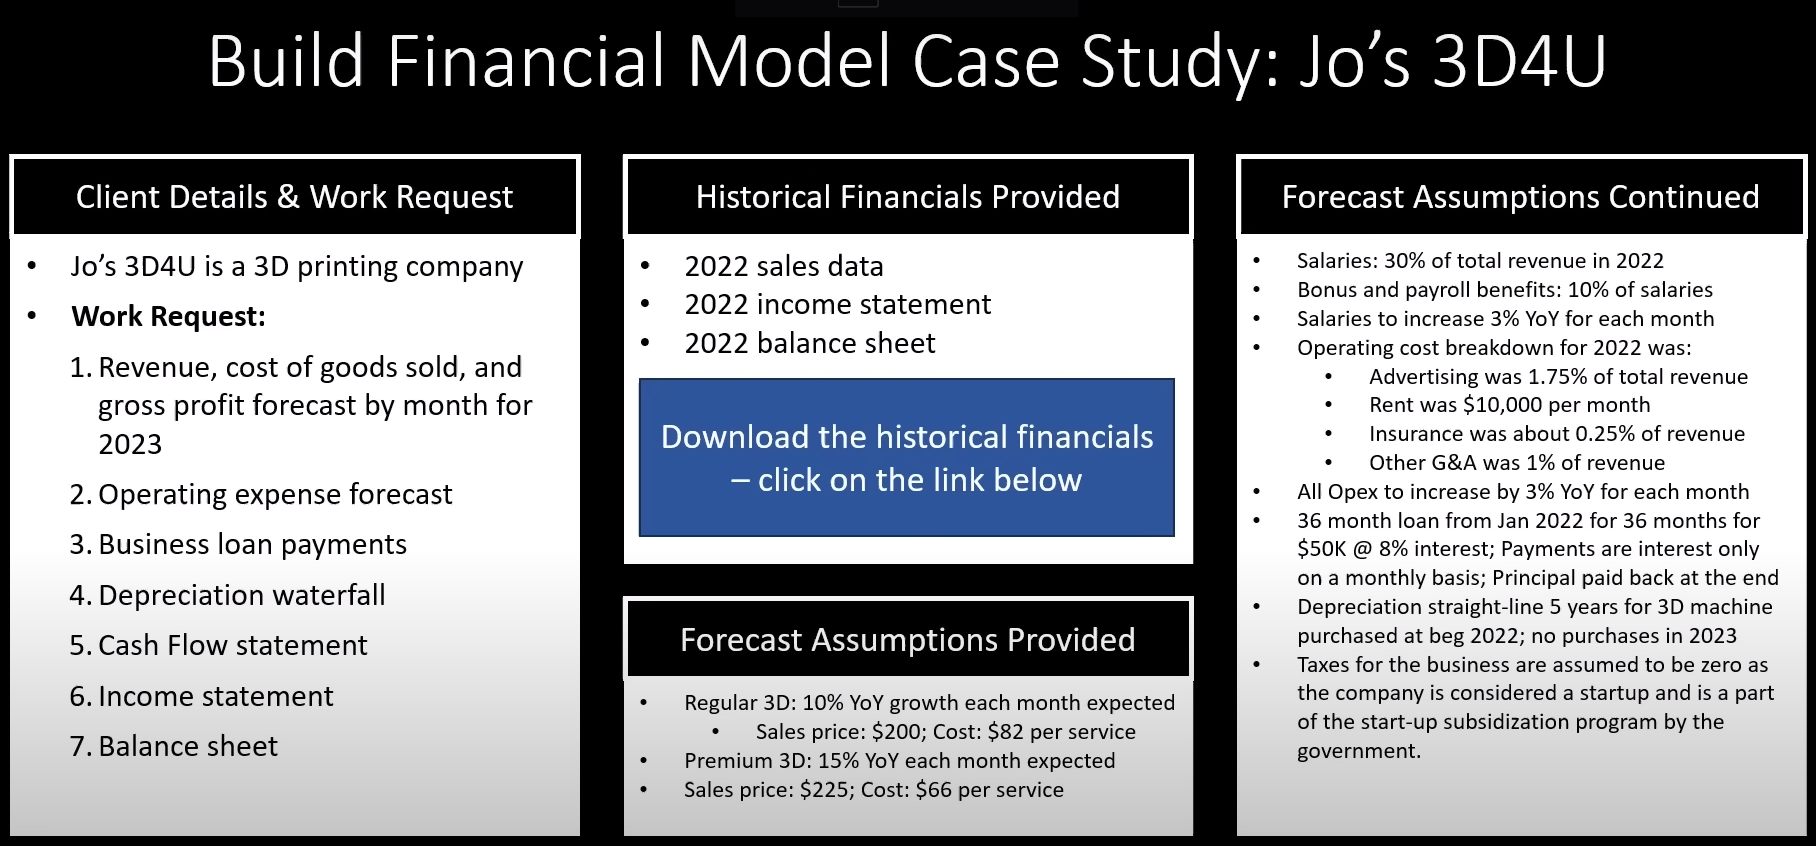 Build Financial Model Case Study: Jo’s 3D4U
Client Details & Work Request
• Jo’s 3D4U is a 3D printing company
• Work Request:
1. Revenue, cost of goods sold, and
gross profit forecast by month for
2023
2. Operating expense forecast
3. Business loan payments
4. Depreciation waterfall
5. Cash Flow statement
6. Income statement
7. Balance sheet
Historical Financials Provided
• 2022 sales data
• 2022 income statement
• 2022 balance sheet
Download the historical financials
– click on the link below
Forecast Assumptions Provided
• Regular 3D: 10% YoY growth each month expected
• Sales price: $200; Cost: $82 per service
• Premium 3D: 15% YoY each month expected
• Sales price: $225; Cost: $66 per service
Forecast Assumptions Continued
• Salaries: 30% of total revenue in 2022
• Bonus and payroll benefits: 10% of salaries
• Salaries to increase 3% YoY for each month
• Operating cost breakdown for 2022 was:
• Advertising was 1.75% of total revenue
• Rent was $10,000 per month
• Insurance was about 0.25% of revenue
• Other G&A was 1% of revenue
• All Opex to increase by 3% YoY for each month
• 36 month loan from Jan 2022 for 36 months for
$50K @ 8% interest; Payments are interest only
on a monthly basis; Principal paid back at the end
• Depreciation straight-line 5 years for 3D machine
purchased at beg 2022; no purchases in 2023
• Taxes for the business are assumed to be zero as
the company is considered a startup and is a part
of the start-up subsidization program by the
government.